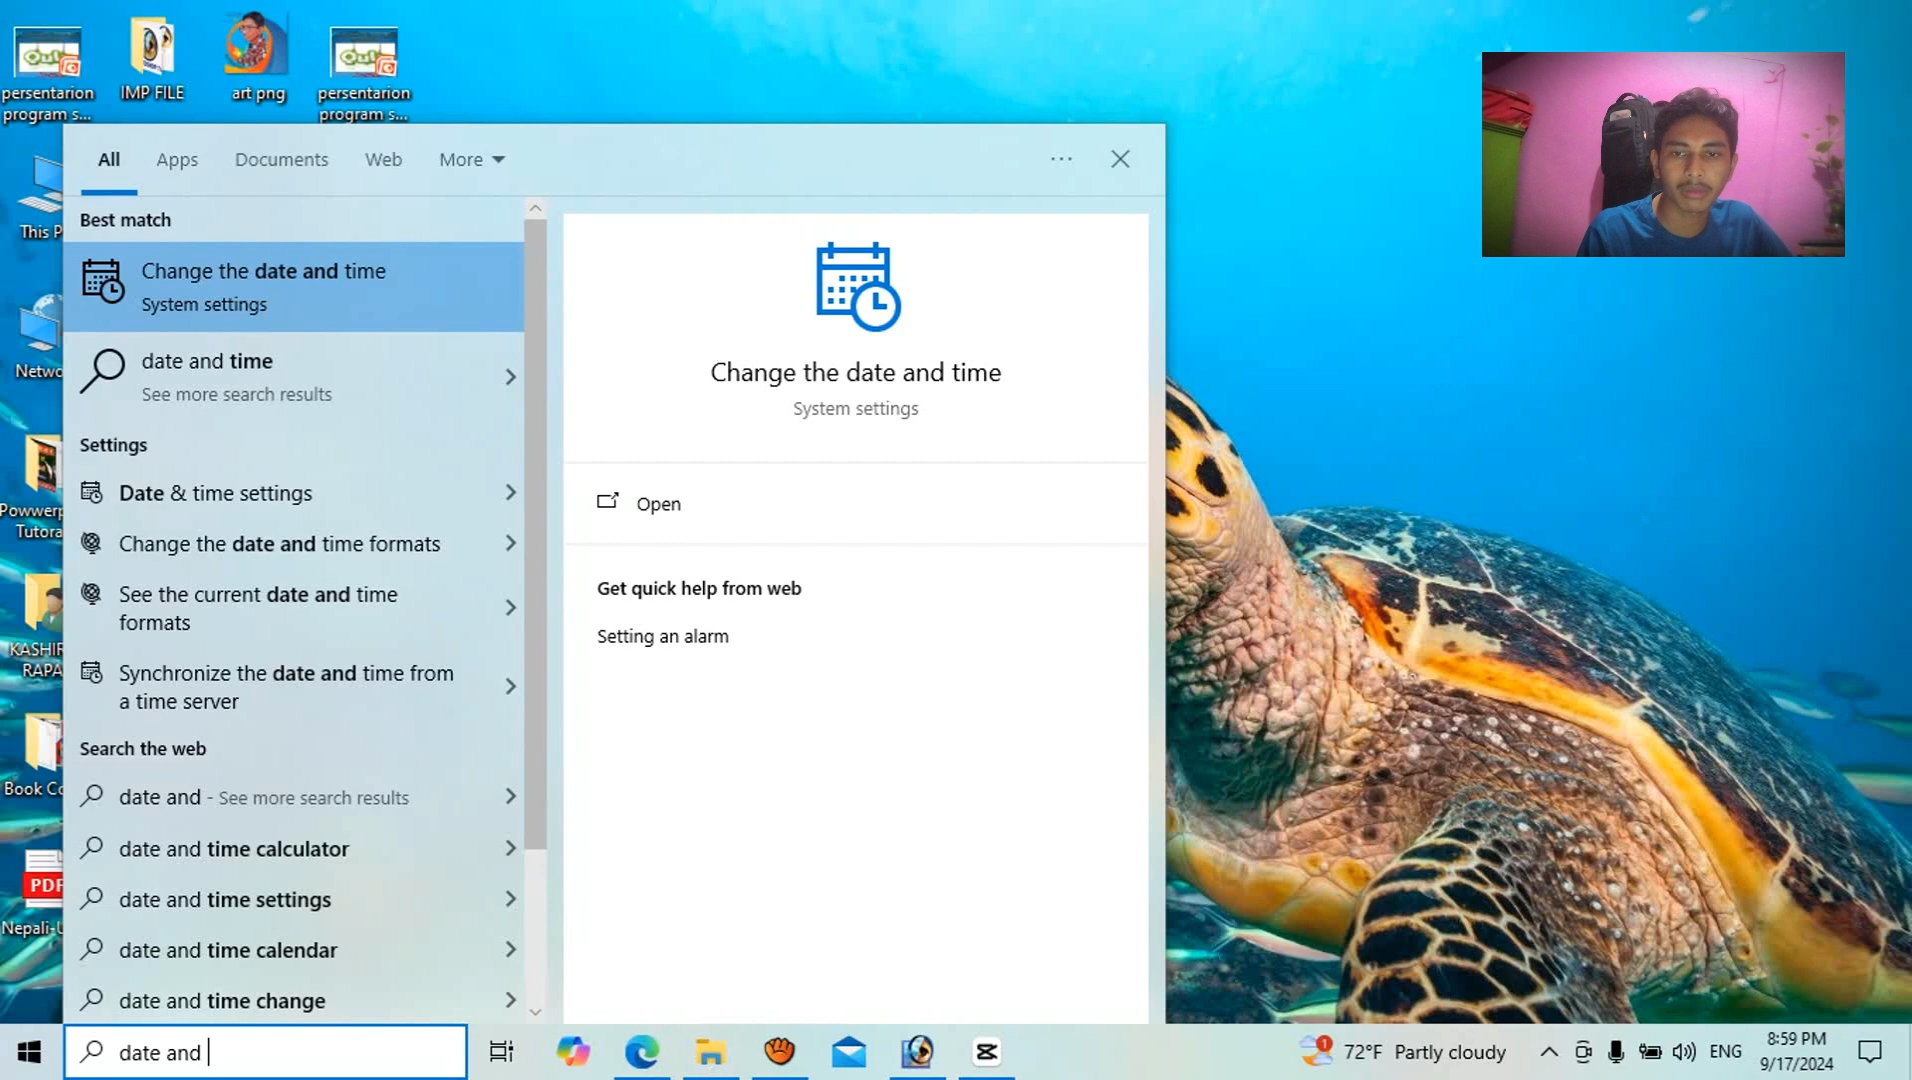 persentarion
program s...
IMP FILE
art png
persentarion
program s...
This P
Netwo
Powwerp
Tutora
KASHIR
RAPA
Book Co
PDF
Nepali-U
All
Apps
Documents
Web
More
Best match
Change the date and time
System settings
date and time
See more search results
Settings
Date & time settings
Change the date and time formats
See the current date and time
formats
Synchronize the date and time from
a time server
Search the web
date and - See more search results
date and time calculator
date and time settings
date and time calendar
date and time change
Change the date and time
System settings
Open
Get quick help from web
Setting an alarm
date and
1
72°F Partly cloudy
ENG
8:59 PM
9/17/2024